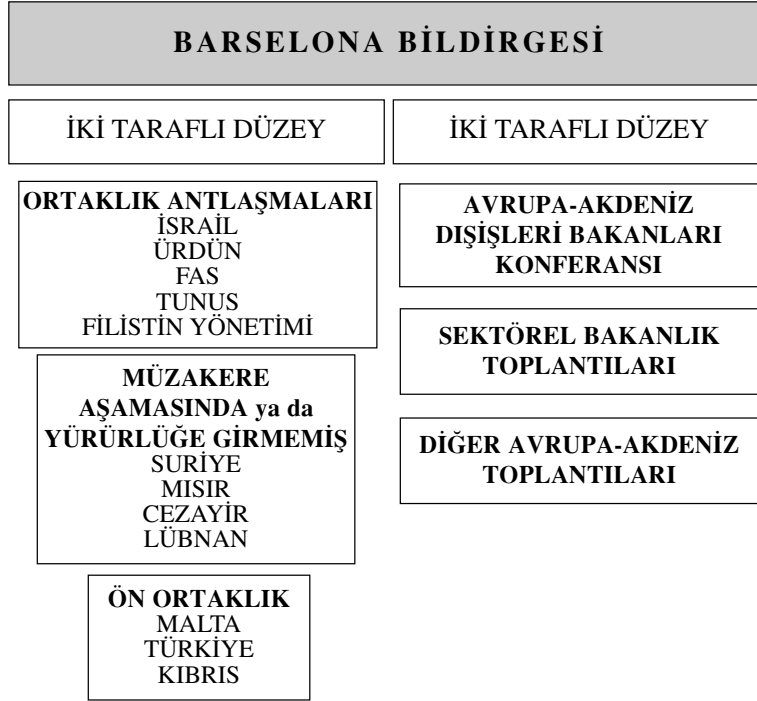 BARSELONA BİLDİRGESİ
İKİ TARAFLI DÜZEY
İKİ TARAFLI DÜZEY
ORTAKLIK ANTLAŞMALARI
İSRAİL
ÜRDÜN
FAS
TUNUS
FİLİSTİN YÖNETİMİ
MÜZAKERE
AŞAMASINDA ya da
YÜRÜRLÜĞE GİRMEMİŞ
SURİYE
MISIR
CEZAYİR
LÜBNAN
ÖN ORTAKLIK
MALTA
TÜRKİYE
KIBRIS
AVRUPA-AKDENİZ
DIŞİŞLERİ BAKANLARI
KONFERANSI
SEKTÖREL BAKANLIK
TOPLANTILARI
DİĞER AVRUPA-AKDENİZ
TOPLANTILARI